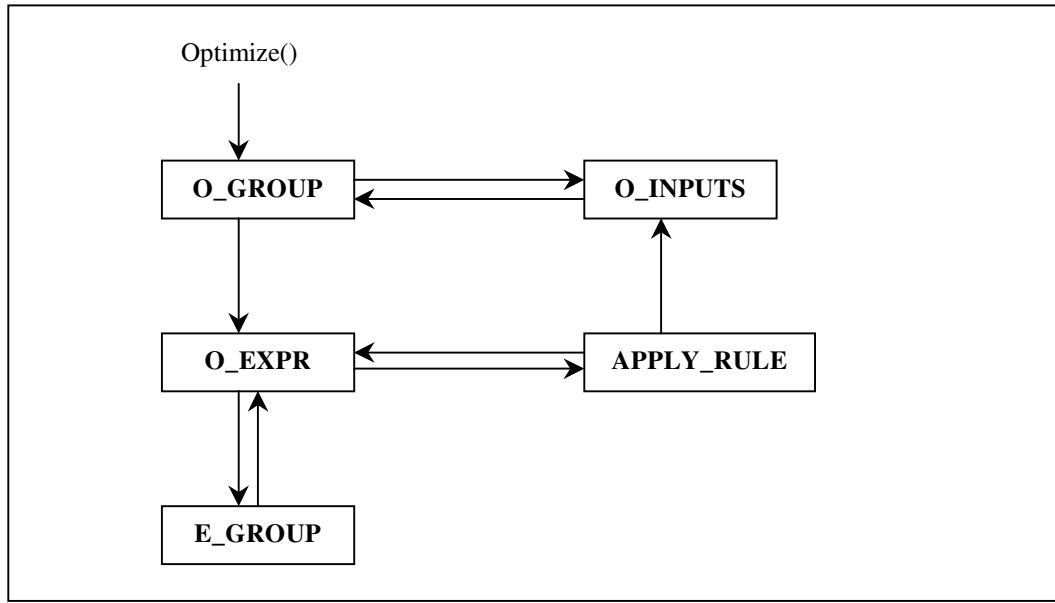 Optimize()
O_GROUP
O_INPUTS
O_EXPR
APPLY_RULE
E_GROUP